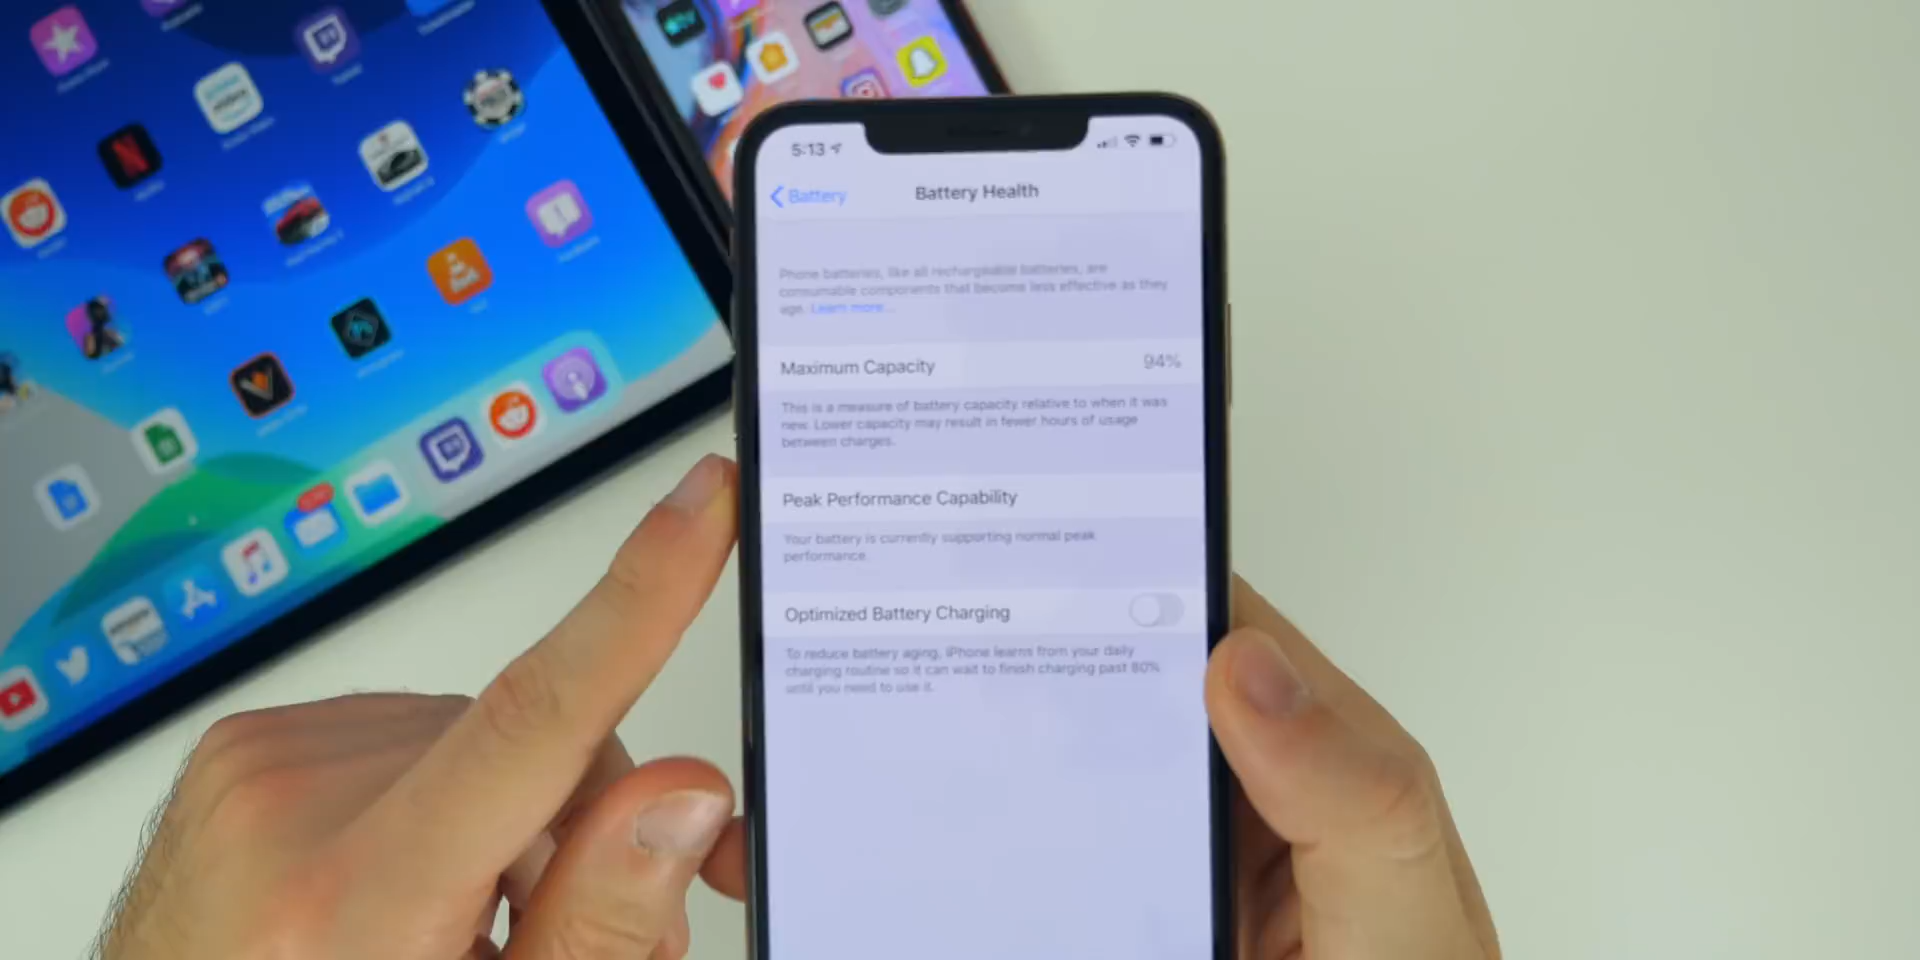 5:13
Battery
Battery Health
Phone batteries, like all rechargeable batteries, are
consumable components that become less effective as they
age. Learn more...
Maximum Capacity 94%
This is a measure of battery capacity relative to when it was
new. Lower capacity may result in fewer hours of usage
between charges.
Peak Performance Capability
Your battery is currently supporting normal peak
performance.
Optimized Battery Charging
To reduce battery aging, iPhone learns from your daily
charging routine so it can wait to finish charging past 80%
until you need to use it.